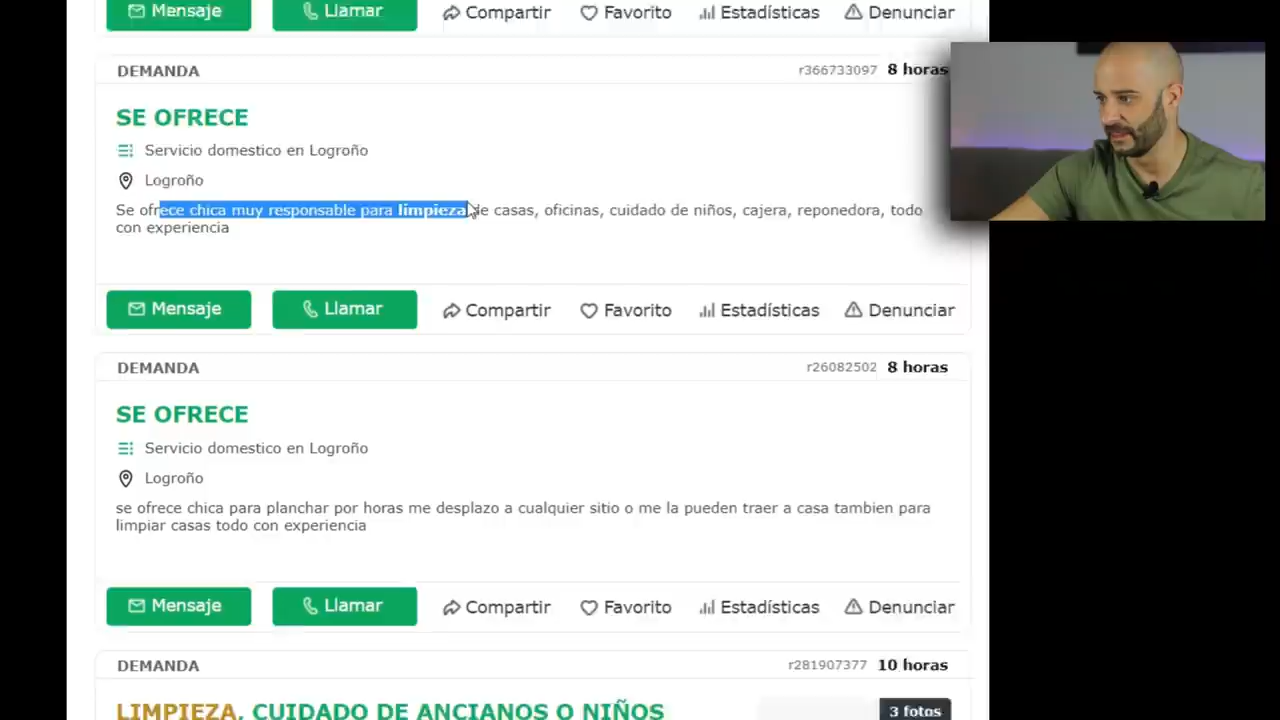 Mensaje Llamar Compartir Favorito Estadísticas Denunciar
DEMANDA r366733097 8 horas
SE OFRECE
Servicio domestico en Logroño
Logroño
Se ofrece chica muy responsable para limpieza de casas, oficinas, cuidado de niños, cajera, reponedora, todo
con experiencia
Mensaje Llamar Compartir Favorito Estadísticas Denunciar
DEMANDA r26082502 8 horas
SE OFRECE
Servicio domestico en Logroño
Logroño
se ofrece chica para planchar por horas me desplazo a cualquier sitio o me la pueden traer a casa tambien para
limpiar casas todo con experiencia
Mensaje Llamar Compartir Favorito Estadísticas Denunciar
DEMANDA r281907377 10 horas
LIMPIEZA, CUIDADO DE ANCIANOS O NIÑOS 3 fotos